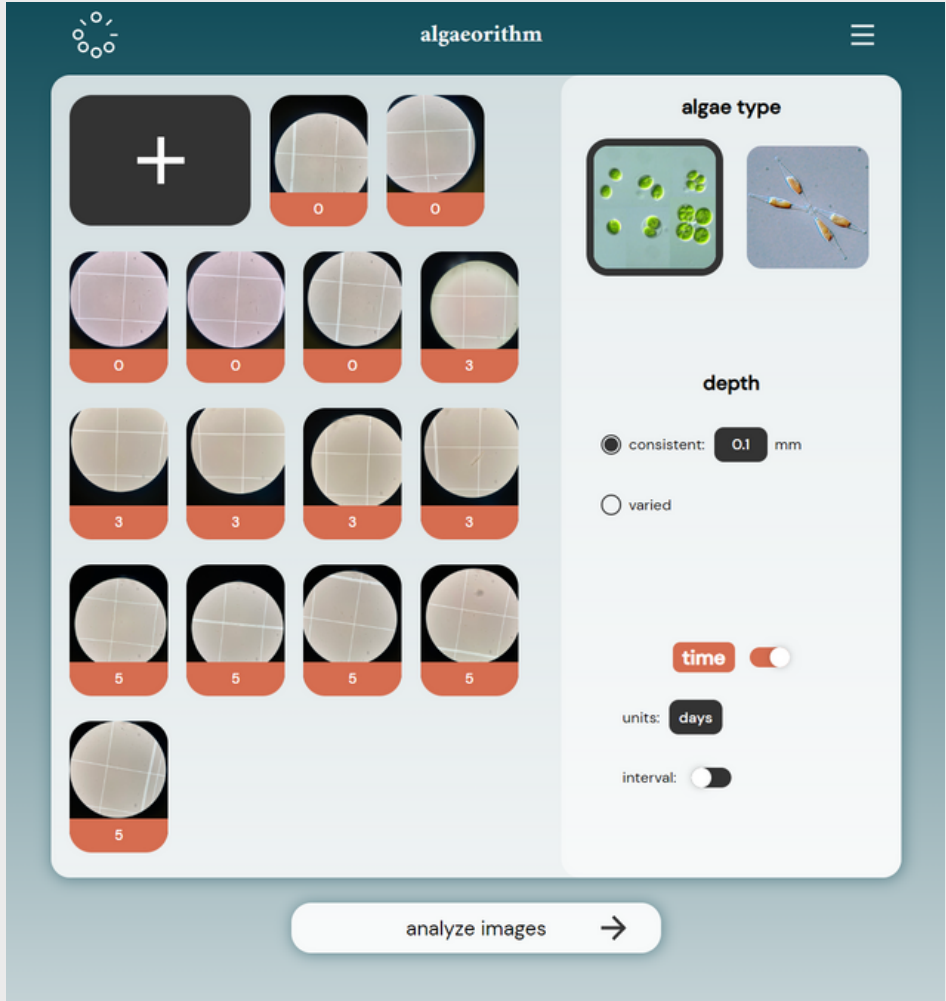 algaeorithm
algae type
0 0
0 0 0 3
depth
consistent: 0.1 mm
3 3 3 3
varied
5 5 5 5
time
units: days
interval:
5
analyze images